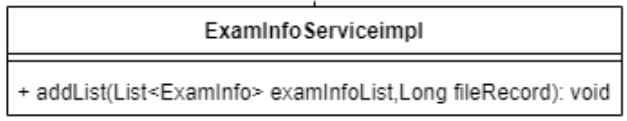 ExamInfoServiceimpl
+ addList(List<ExamInfo> examInfoList,Long fileRecord): void